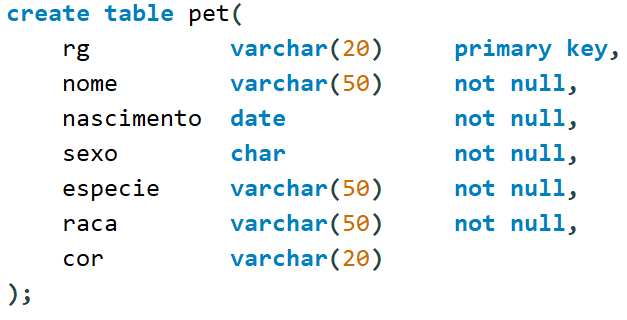 create table pet(
rg varchar(20) primary key,
nome varchar(50) not null,
nascimento date not null,
sexo char not null,
especie varchar(50) not null,
raca varchar(50) not null,
cor varchar(20)
);